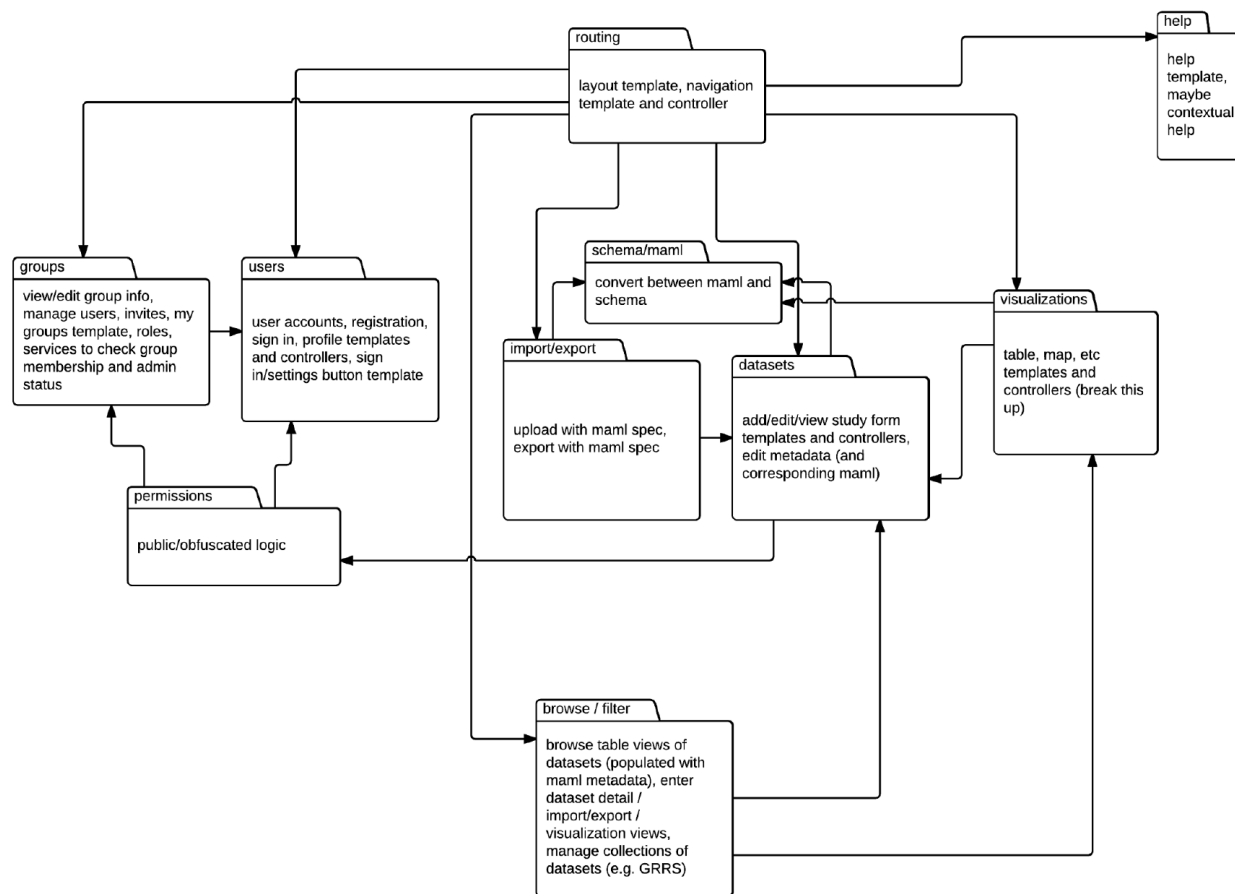 routing
layout template, navigation
template and controller
help
help
template,
maybe
contextual
help
groups
view/edit group info,
manage users, invites, my
groups template, roles,
services to check group
membership and admin
status
users
user accounts, registration,
sign in, profile templates
and controllers, sign
in/settings button template
schema/maml
convert between maml and
schema
visualizations
table, map, etc
templates and
controllers (break this
up)
import/export
upload with maml spec,
export with maml spec
datasets
add/edit/view study form
templates and controllers,
edit metadata (and
corresponding maml)
permissions
public/obfuscated logic
browse / filter
browse table views of
datasets (populated with
maml metadata), enter
dataset detail /
import/export /
visualization views,
manage collections of
datasets (e.g. GRRS)